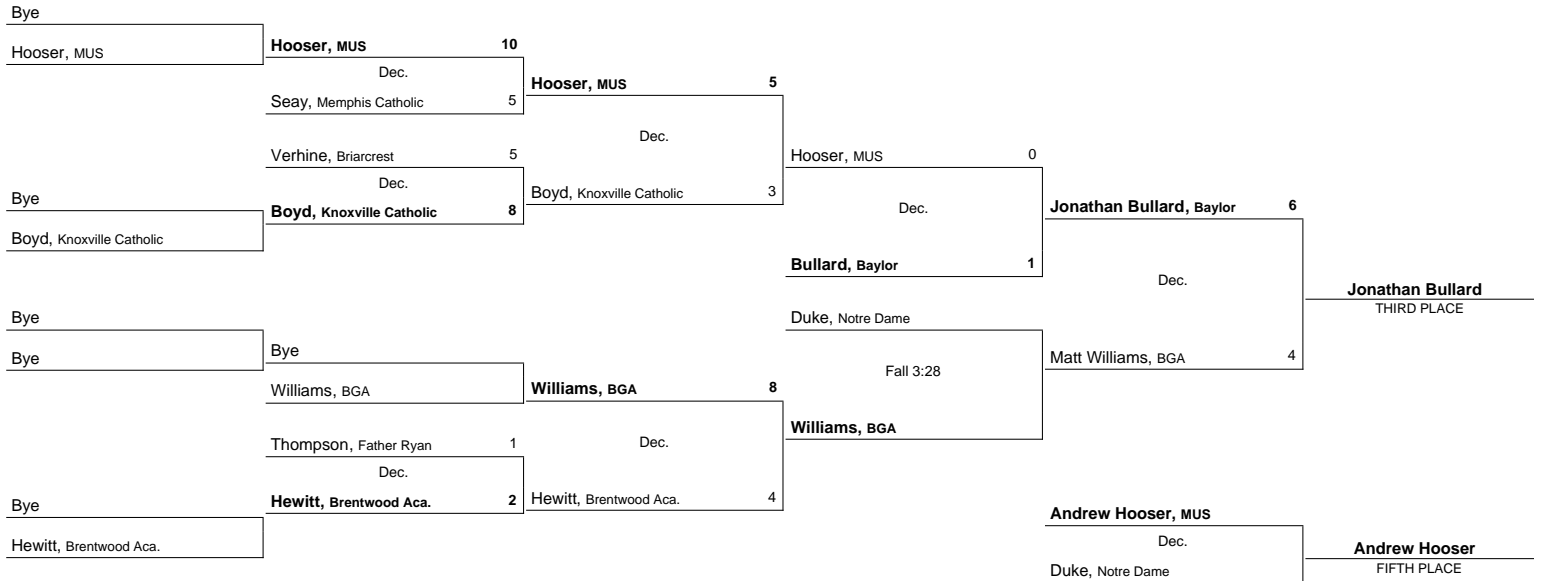 Bye
Hooser, MUS
Hooser, MUS 10
Dec.
Seay, Memphis Catholic 5
Hooser, MUS 5
Dec.
Verhine, Briarcrest 5
Dec.
Boyd, Knoxville Catholic 8
Boyd, Knoxville Catholic 3
Bye
Boyd, Knoxville Catholic
Hooser, MUS 0
Dec.
Bullard, Baylor 1
Jonathan Bullard, Baylor 6
Dec.
Jonathan Bullard
THIRD PLACE
Bye
Bye
Bye
Williams, BGA
Williams, BGA 8
Dec.
Thompson, Father Ryan 1
Dec.
Hewitt, Brentwood Aca. 2
Hewitt, Brentwood Aca. 4
Bye
Hewitt, Brentwood Aca.
Duke, Notre Dame
Fall 3:28
Williams, BGA
Matt Williams, BGA 4
Andrew Hooser, MUS
Dec.
Duke, Notre Dame
Andrew Hooser
FIFTH PLACE